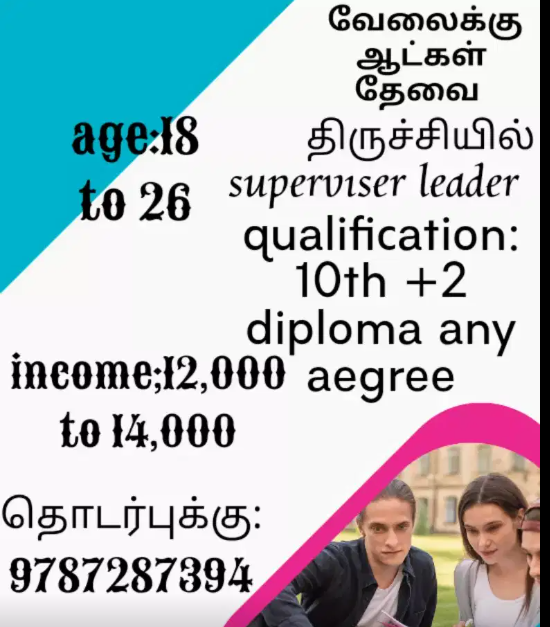 வேலைக்கு
ஆட்கள்
தேவை
திருச்சியில்
superviser leader
qualification:
10th +2
diploma any
aegree
age:18
to 26
income;12,000
to 14,000
தொடர்புக்கு:
9787287394